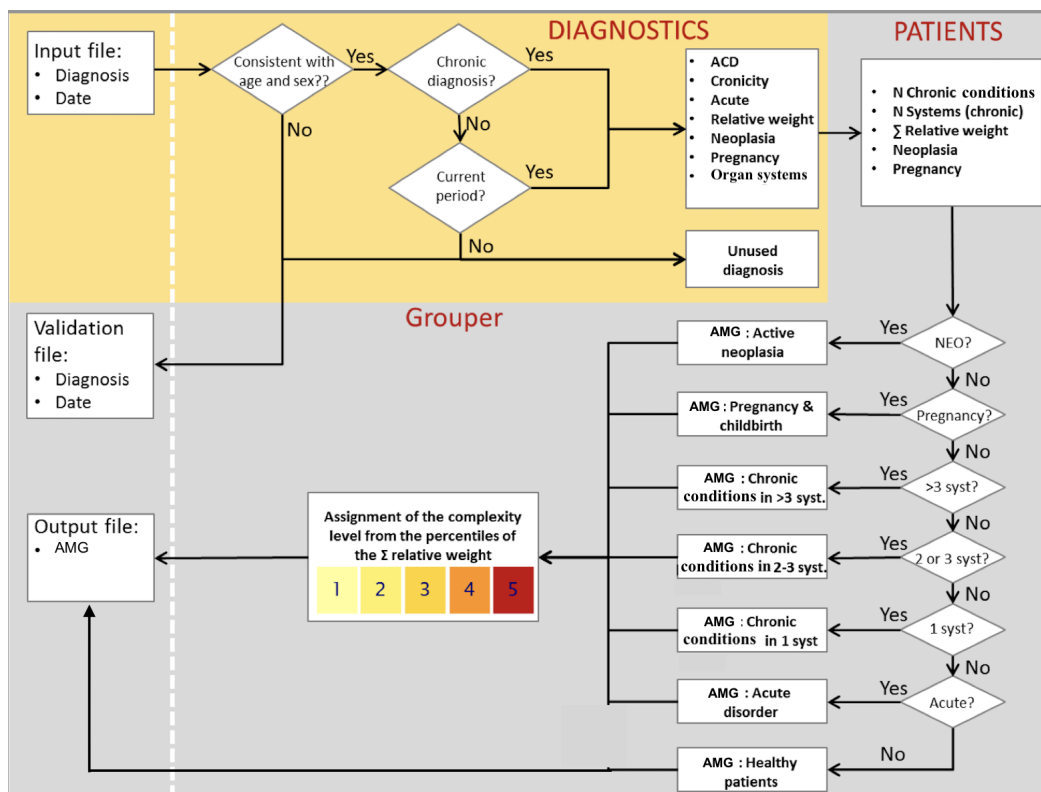 DIAGNOSTICS
PATIENTS
Input file:
• Diagnosis
• Date
Consistent with
age and sex??
Yes
Chronic
diagnosis?
Yes
No
No
Current
period?
Yes
No
• ACD
• Cronicity
• Acute
• Relative weight
• Neoplasia
• Pregnancy
• Organ systems
• N Chronic conditions
• N Systems (chronic)
• ∑ Relative weight
• Neoplasia
• Pregnancy
Unused
diagnosis
Grouper
Validation
file:
• Diagnosis
• Date
AMG : Active
neoplasia
Yes
NEO?
No
AMG : Pregnancy &
childbirth
Yes
Pregnancy?
No
AMG : Chronic
conditions in >3 syst.
Yes
>3 syst?
No
Output file:
• AMG
Assignment of the complexity
level from the percentiles of
the Σ relative weight
1 2 3 4 5
AMG : Chronic
conditions in 2-3 syst.
Yes
2 or 3 syst?
No
AMG : Chronic
conditions in 1 syst
Yes
1 syst?
No
AMG : Acute
disorder
Yes
Acute?
No
AMG : Healthy
patients